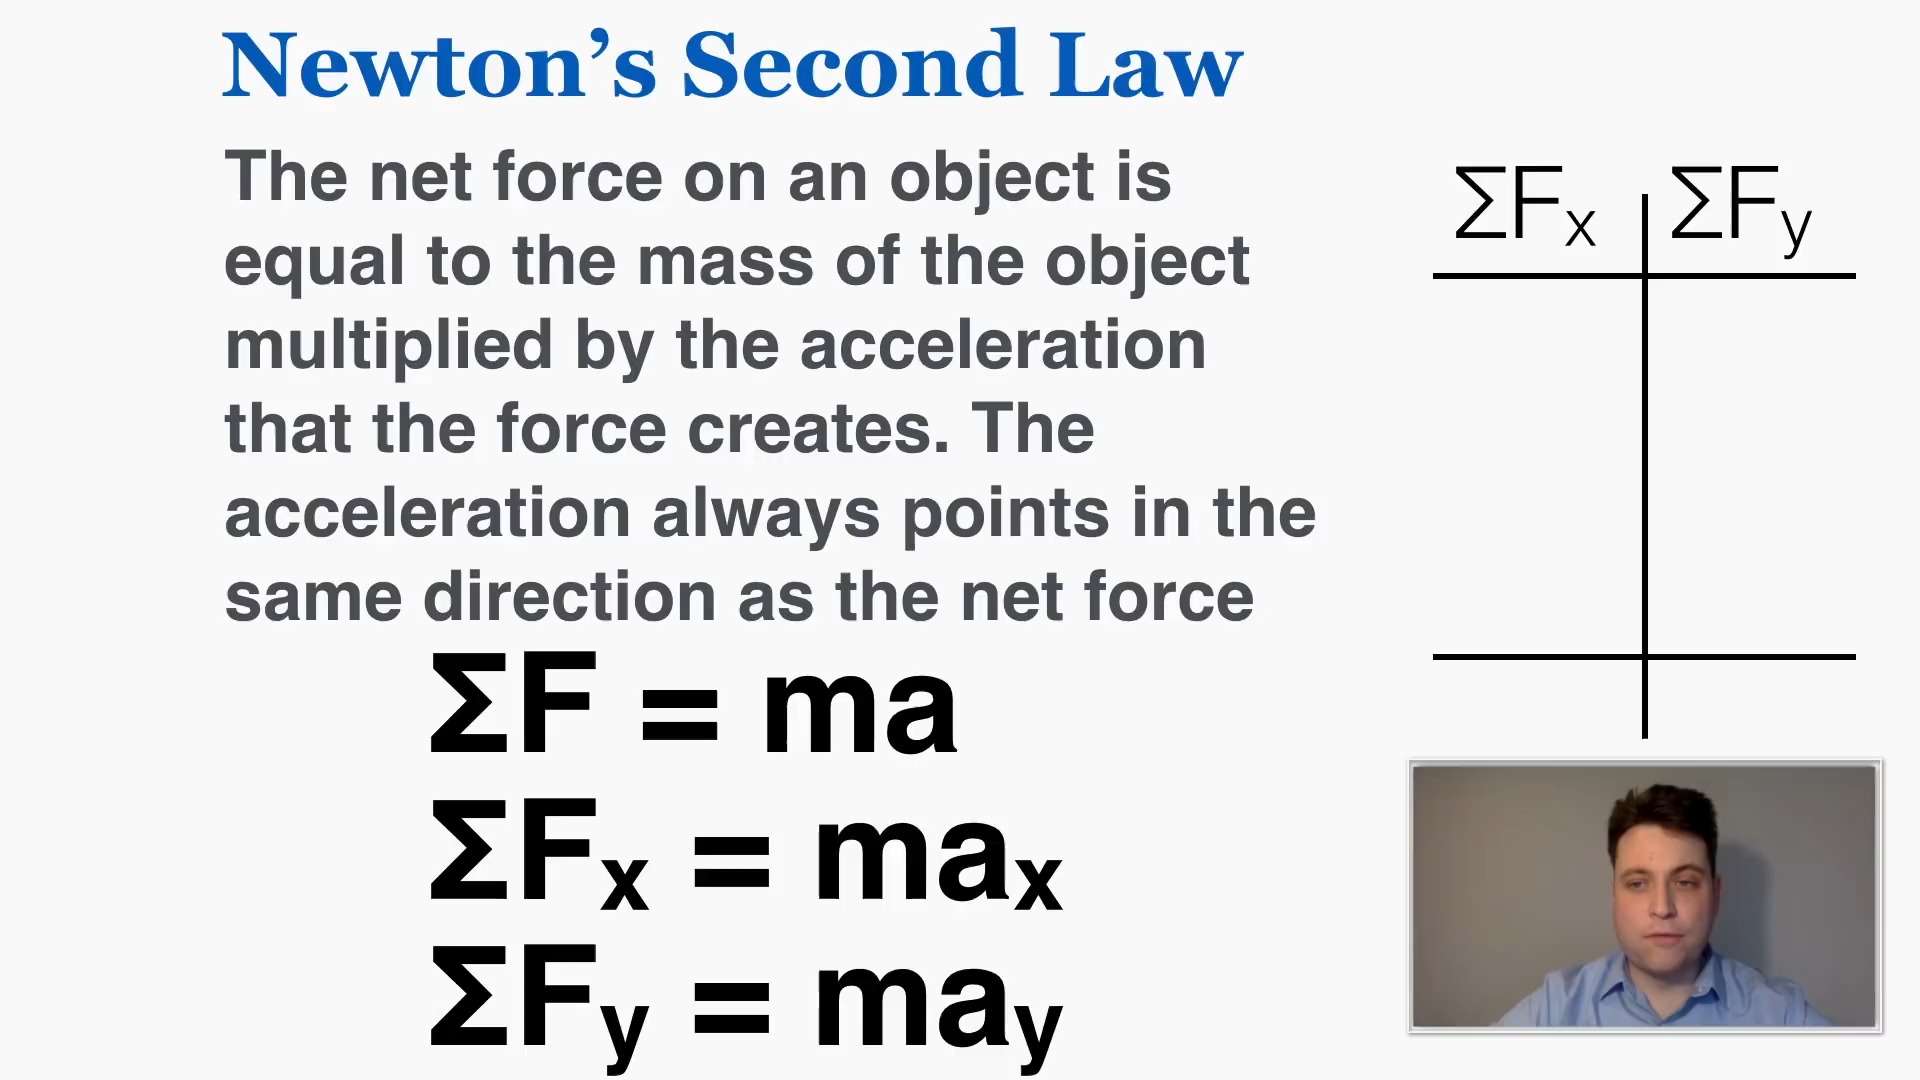 Newton’s Second Law
The net force on an object is
equal to the mass of the object
multiplied by the acceleration
that the force creates. The
acceleration always points in the
same direction as the net force
ΣF = ma
ΣFₓ = maₓ
ΣFy = may
ΣFₓ ΣFy